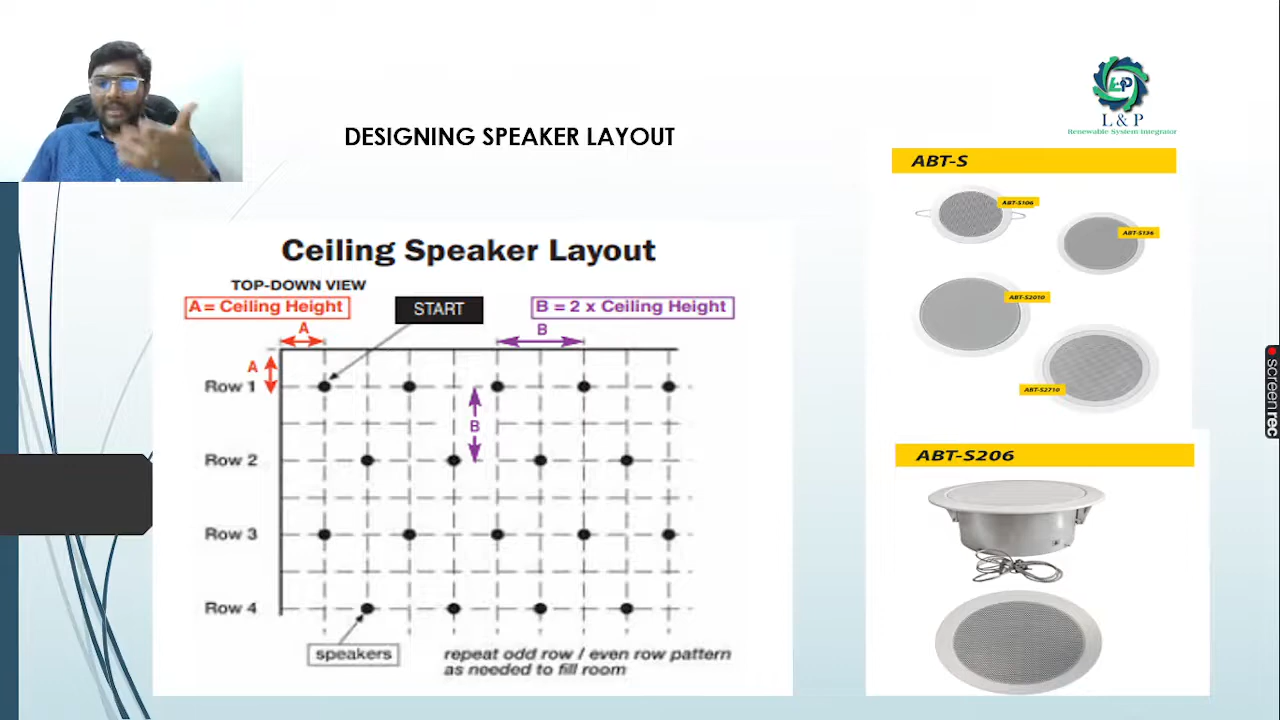 DESIGNING SPEAKER LAYOUT
L & P
Renewable System Integrator
Ceiling Speaker Layout
TOP-DOWN VIEW
A = Ceiling Height
START
B = 2 x Ceiling Height
A
B
A
Row 1
B
Row 2
Row 3
Row 4
speakers
repeat odd row / even row pattern
as needed to fill room
ABT-S
ABT-S106
ABT-S136
ABT-S2010
ABT-S2710
ABT-S206
screenrec